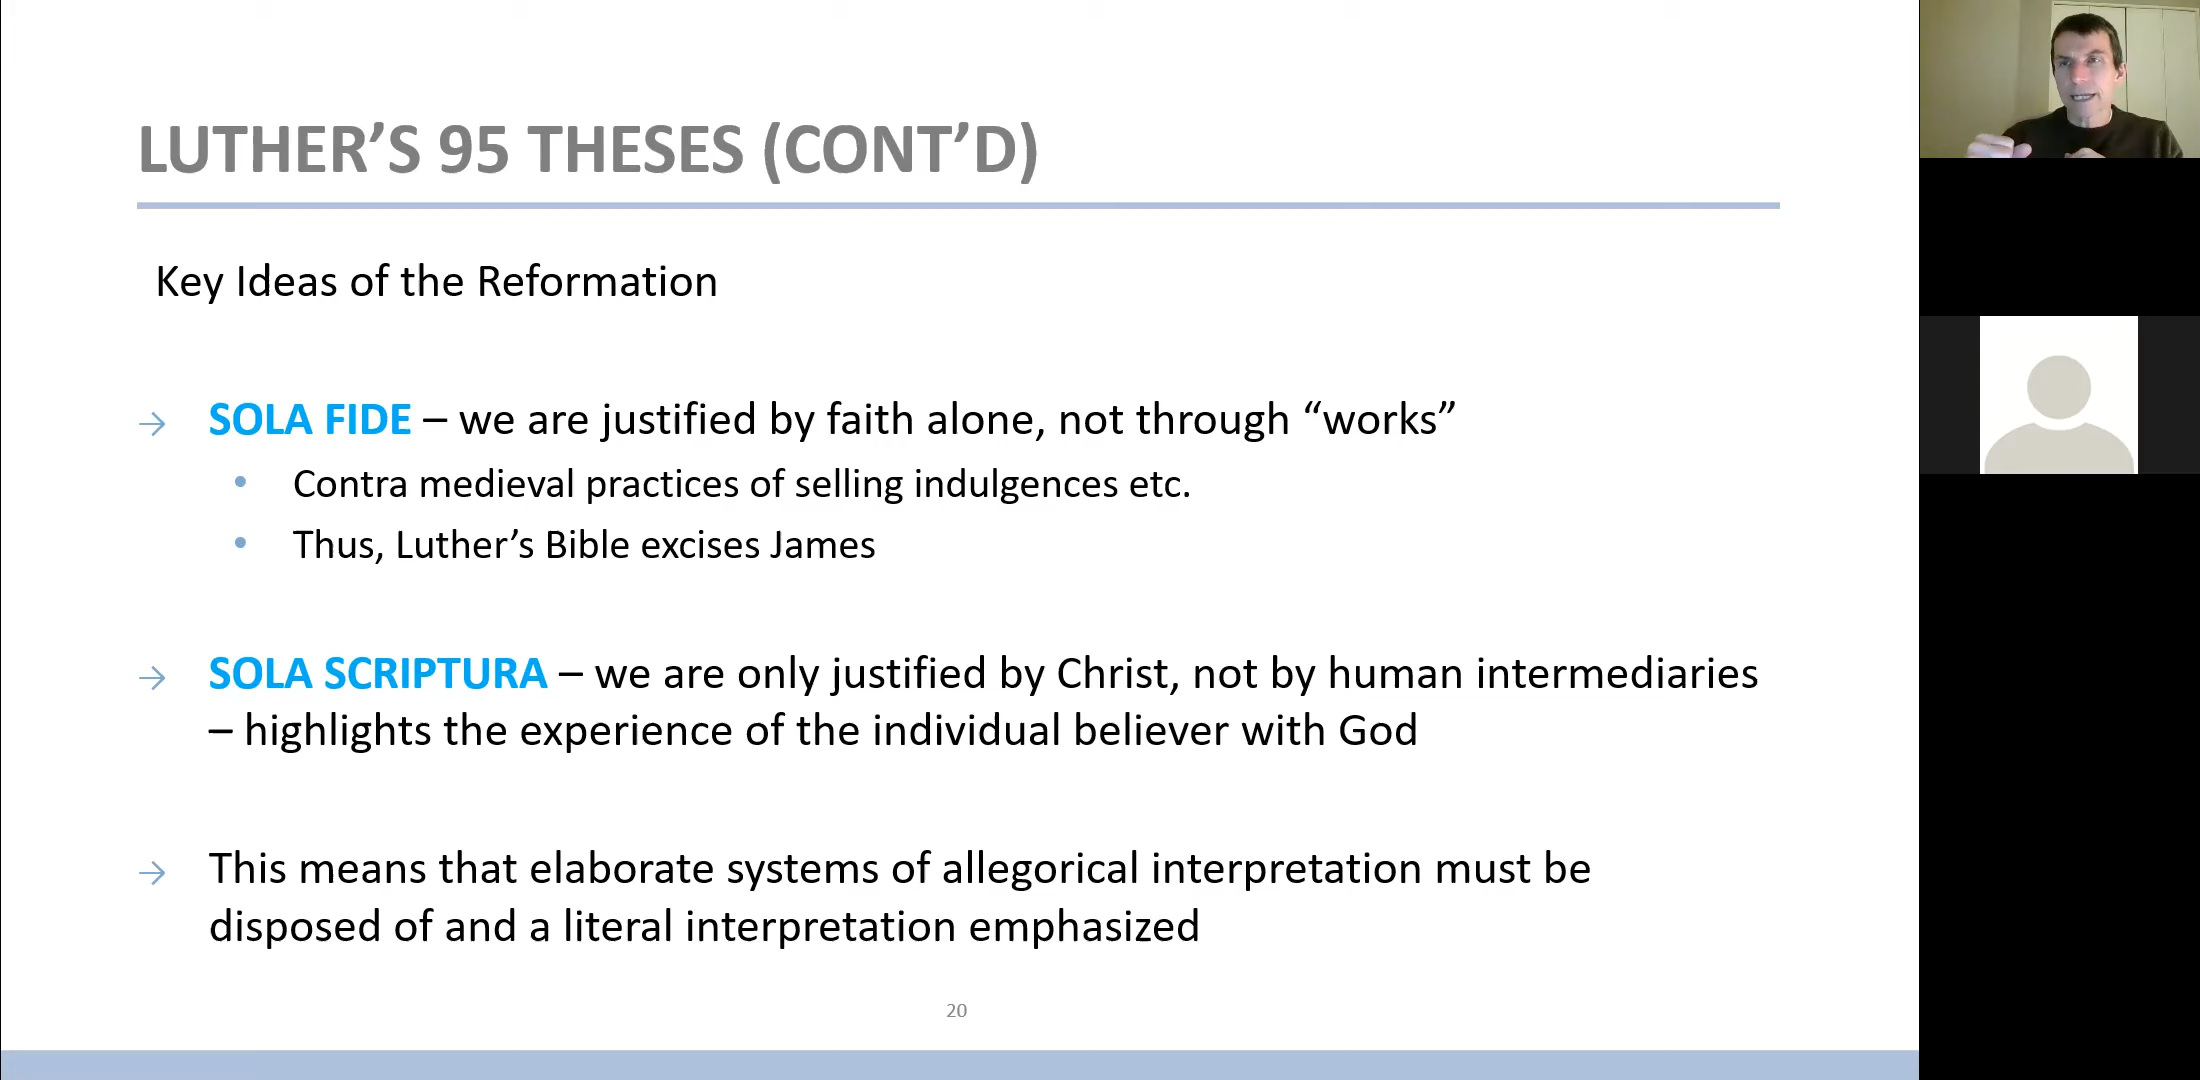 LUTHER’S 95 THESES (CONT’D)
Key Ideas of the Reformation
→ SOLA FIDE – we are justified by faith alone, not through “works”
• Contra medieval practices of selling indulgences etc.
• Thus, Luther’s Bible excises James
→ SOLA SCRIPTURA – we are only justified by Christ, not by human intermediaries
– highlights the experience of the individual believer with God
→ This means that elaborate systems of allegorical interpretation must be
disposed of and a literal interpretation emphasized
20